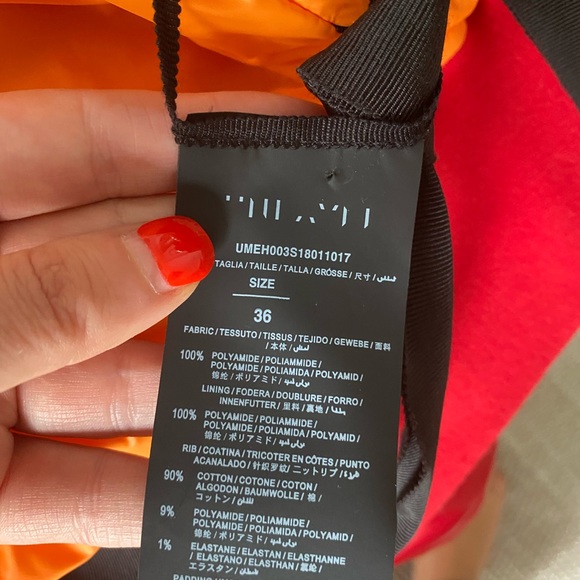 UMEH003S18011017
TAGLIA / TAILLE / TALLA / GRÖSSE / 尺寸 /
SIZE
36
FABRIC / TESSUTO / TISSUS / TEJIDO / GEWEBE / 面料
/ 本体 /
100% POLYAMIDE / POLIAMMIDE /
POLYAMIDE / POLIAMIDA / POLYAMID /
锦纶 / ポリアミド /
LINING / FODERA / DOUBLURE / FORRO /
INNENFUTTER / 里料 / 裏地 /
100% POLYAMIDE / POLIAMMIDE /
POLYAMIDE / POLIAMIDA / POLYAMID /
锦纶 / ポリアミド /
RIB / COATINA / TRICOTER EN CÔTES / PUNTO
ACANALADO / 针织罗纹 / ニットリブ /
90% COTTON / COTONE / COTON /
ALGODON / BAUMWOLLE / 棉 /
コットン /
9% POLYAMIDE / POLIAMMIDE /
POLYAMIDE / POLIAMIDA / POLYAMID /
锦纶 / ポリアミド /
1% ELASTANE / ELASTAN / ELASTHANNE
/ ELASTANO / ELASTHAN / 氨纶 /
エラスタン /